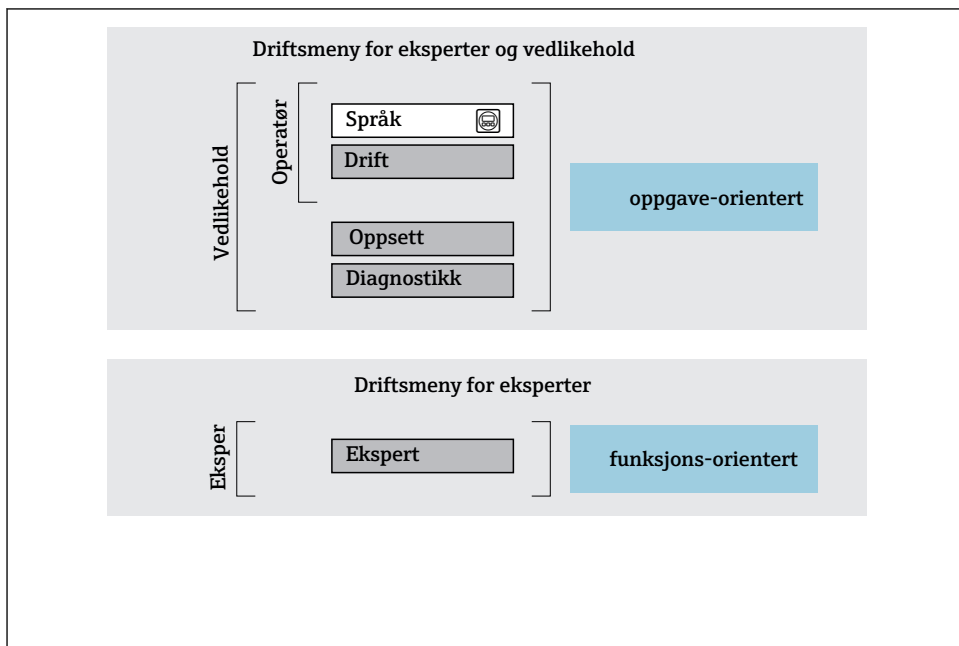 Driftsmeny for eksperter og vedlikehold
Vedlikehold
Operatør
Språk
Drift
oppgave-orientert
Oppsett
Diagnostikk
Driftsmeny for eksperter
Eksper
Ekspert
funksjons-orientert